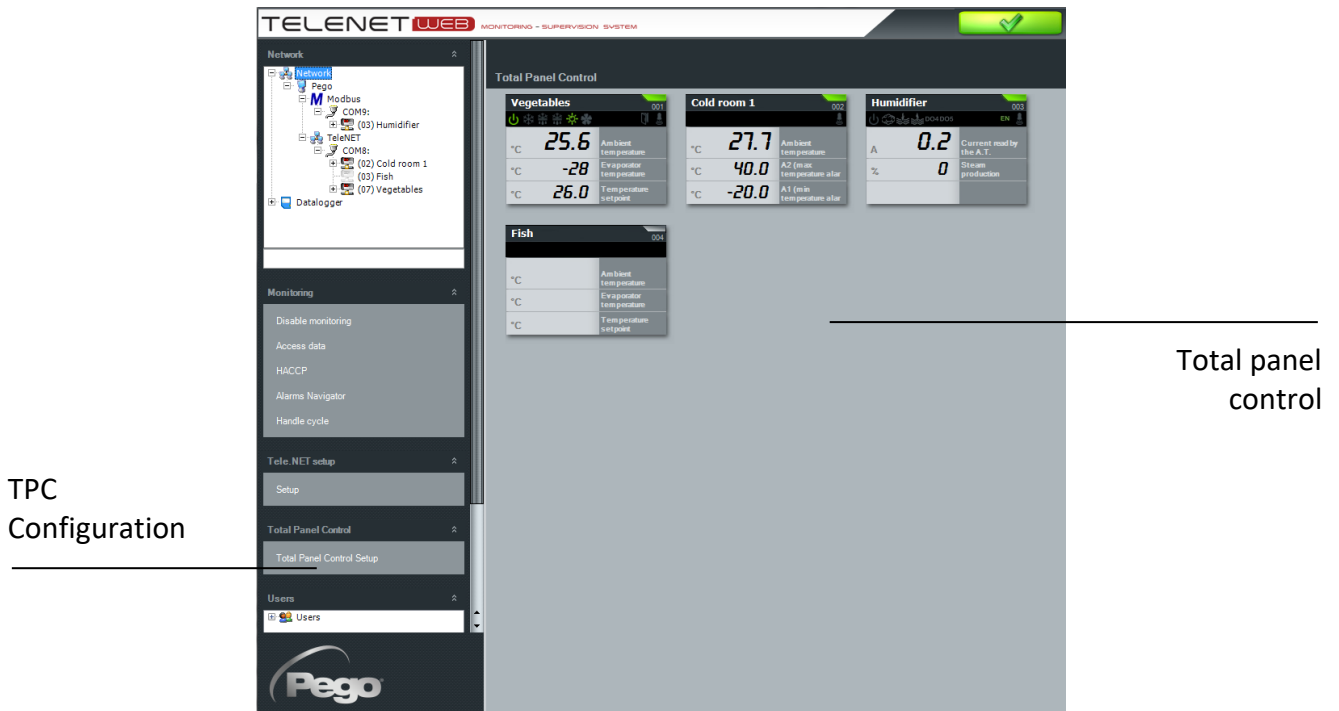 TELENET WEB MONITORING - SUPERVISION SYSTEM
Network
Network
Pego
M Modbus
COM9:
(03) Humidifier
TeleNET
COM8:
(02) Cold room 1
(03) Fish
(07) Vegetables
Datalogger
Monitoring
Disable monitoring
Access data
HACCP
Alarms Navigator
Handle cycle
Tele.NET setup
Setup
Total Panel Control
Total Panel Control Setup
Users
Users
Pego
Total Panel Control
Vegetables 001
°C 25.6 Ambient
temperature
°C -28 Evaporator
temperature
°C 26.0 Temperature
setpoint
Cold room 1 002
°C 27.7 Ambient
temperature
°C 40.0 A2 (max
temperature alar
°C -20.0 A1 (min
temperature alar
Humidifier 003
DO4 DO5 EN
A 0.2 Current read by
the A.T.
% 0 Steam
production
Fish 004
°C Ambient
temperature
°C Evaporator
temperature
°C Temperature
setpoint
TPC
Configuration
Total panel
control